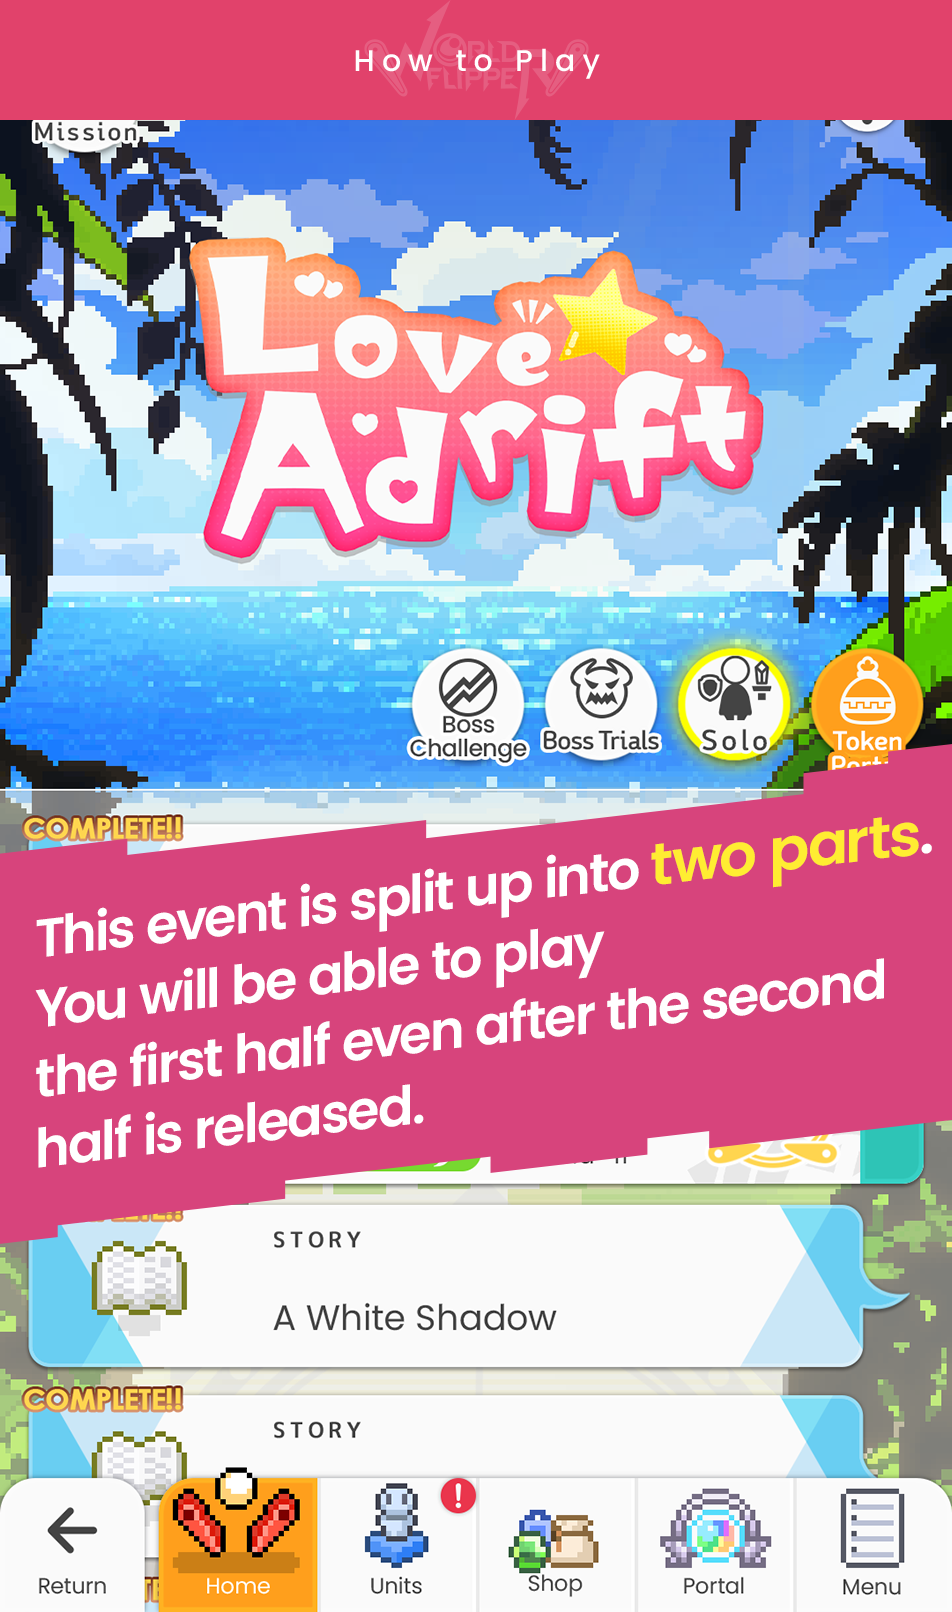 WORLD FLIPPER
How to Play
Mission
Love
Adrift
Boss
Challenge
Boss Trials
Solo
Token
COMPLETE!!
This event is split up into two parts.
You will be able to play
the first half even after the second
half is released.
STORY
A White Shadow
COMPLETE!!
STORY
Return
Home
Units
Shop
Portal
Menu